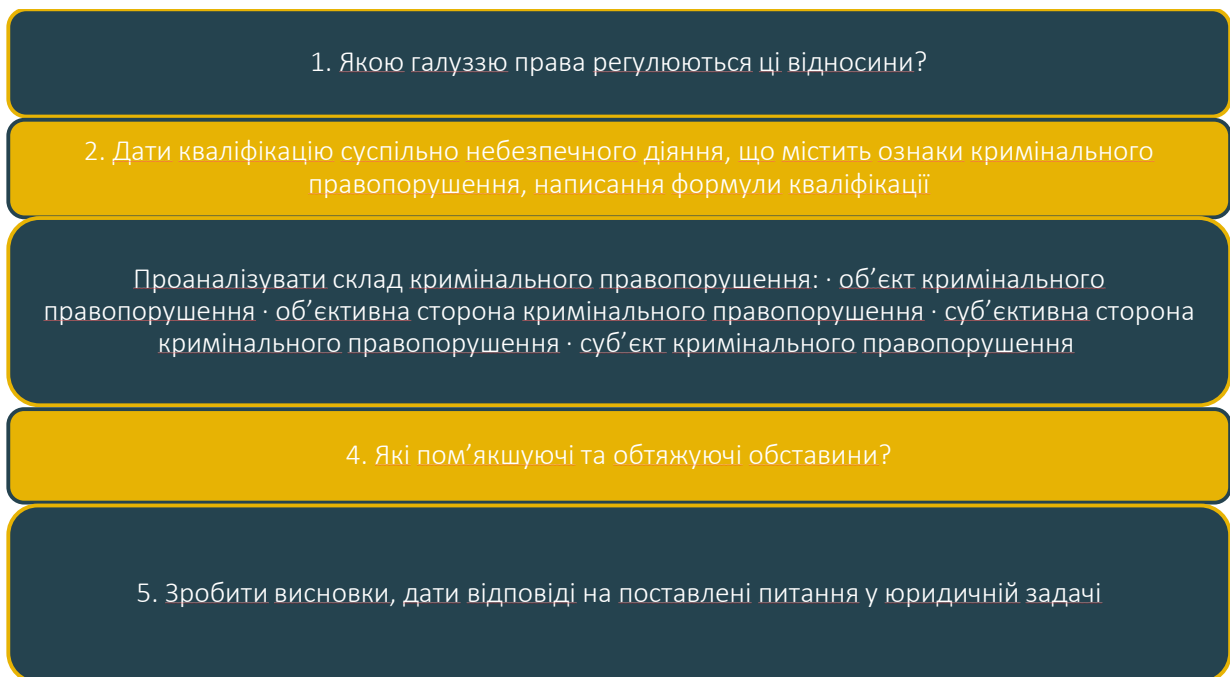 1. Якою галуззю права регулюються ці відносини?
2. Дати кваліфікацію суспільно небезпечного діяння, що містить ознаки кримінального
правопорушення, написання формули кваліфікації
Проаналізувати склад кримінального правопорушення: · об’єкт кримінального
правопорушення · об’єктивна сторона кримінального правопорушення · суб’єктивна сторона
кримінального правопорушення · суб’єкт кримінального правопорушення
4. Які пом’якшуючі та обтяжуючі обставини?
5. Зробити висновки, дати відповіді на поставлені питання у юридичній задачі